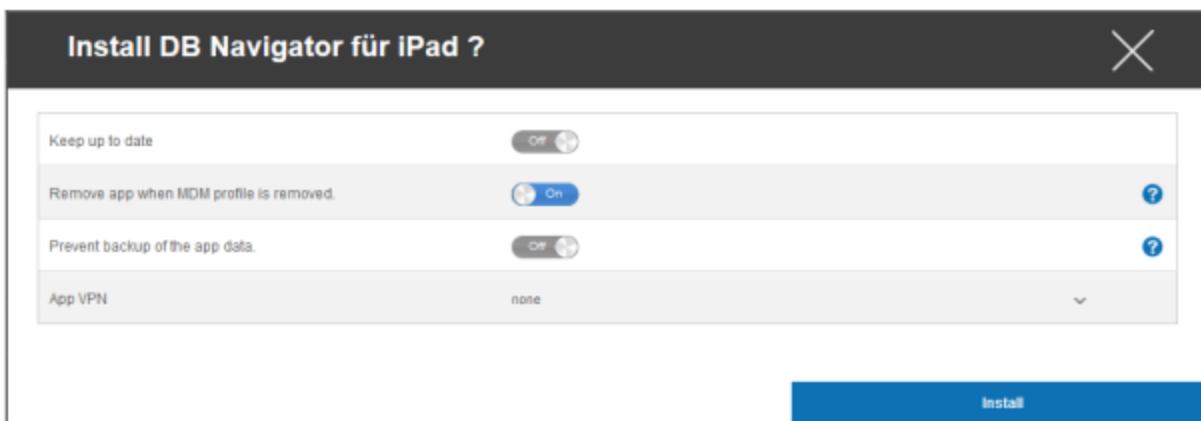 Install DB Navigator für iPad ?
Keep up to date Off
Remove app when MDM profile is removed. On ?
Prevent backup of the app data. Off ?
App VPN none
Install